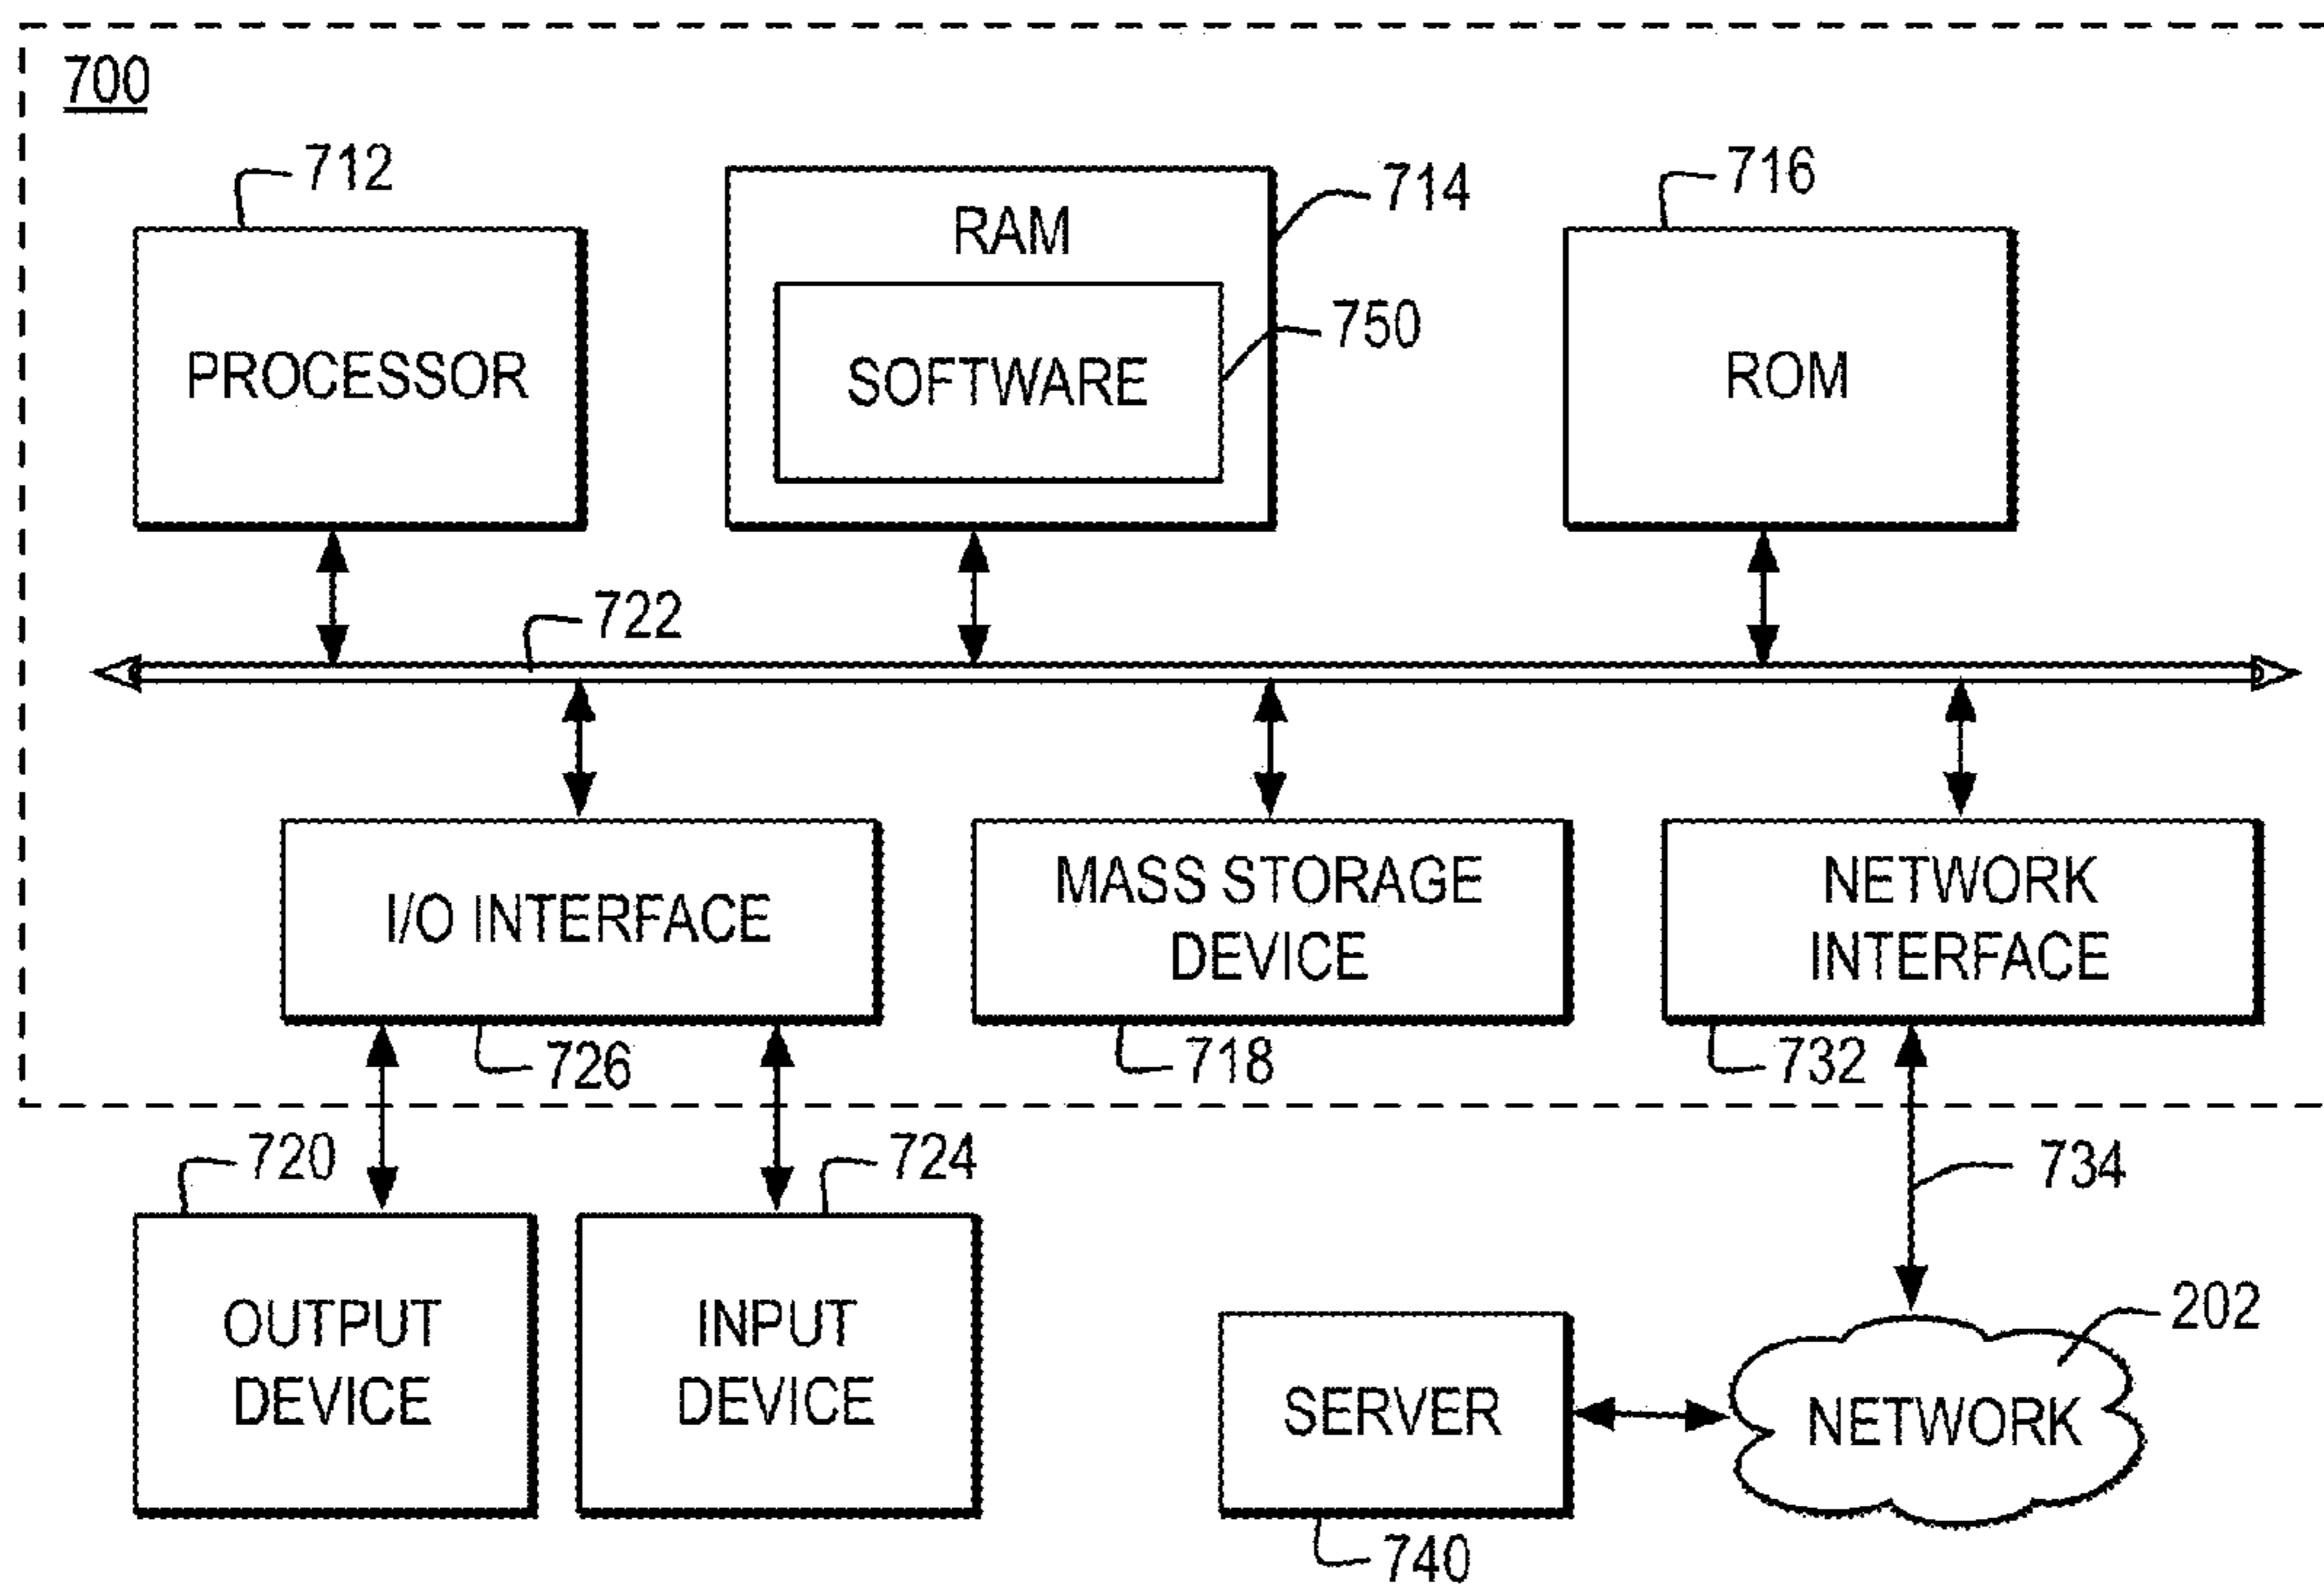 700
712
714
716
RAM
750
PROCESSOR
SOFTWARE
ROM
722
I/O INTERFACE
MASS STORAGE
DEVICE
NETWORK
INTERFACE
726
718
732
720
724
734
OUTPUT
DEVICE
INPUT
DEVICE
202
SERVER
NETWORK
740